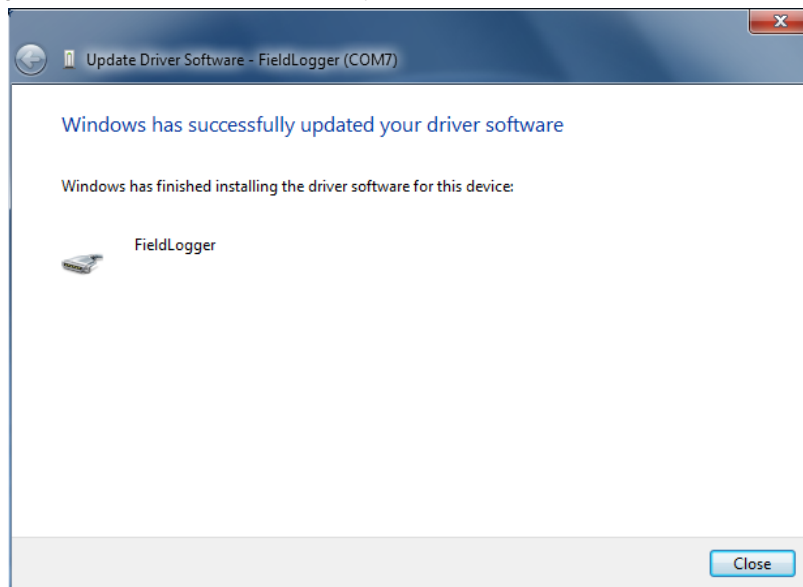 Update Driver Software - FieldLogger (COM7)
Windows has successfully updated your driver software
Windows has finished installing the driver software for this device:
FieldLogger
Close